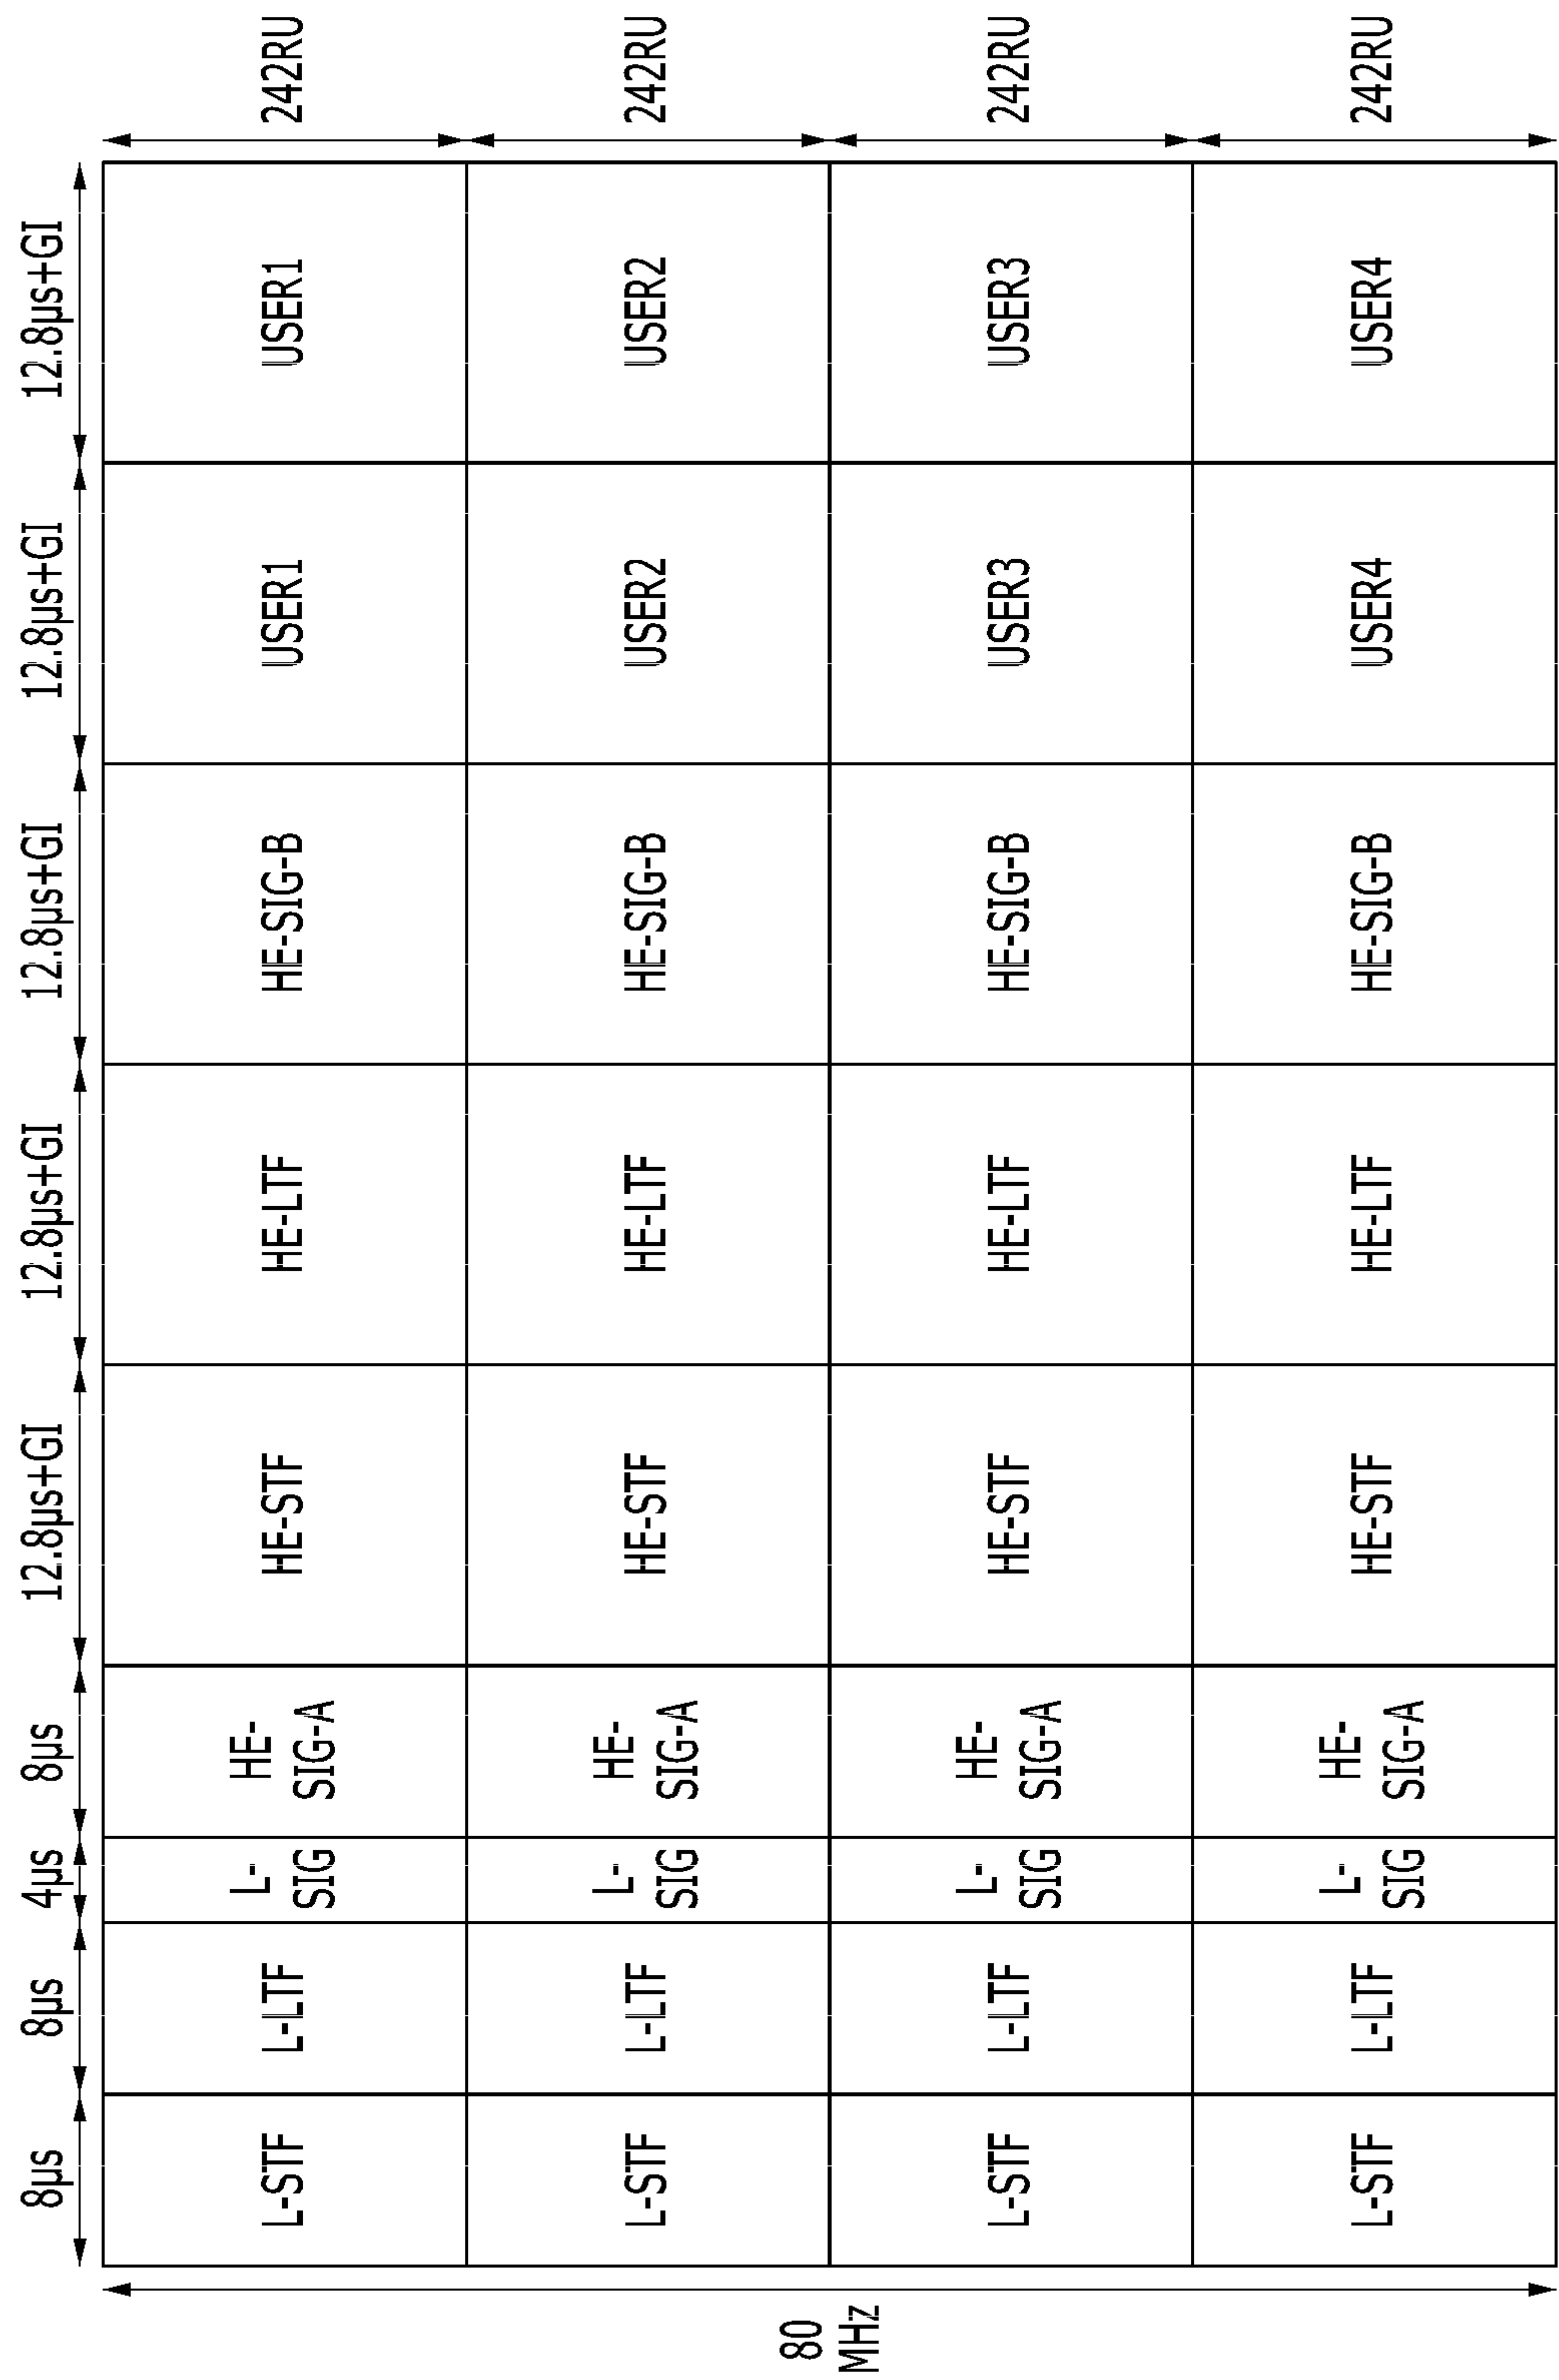 8µs
8µs
4µs
8µs
12.8µs+GI
12.8µs+GI
12.8µs+GI
12.8µs+GI
12.8µs+GI
80
MHz
L-STF
L-LTF
L-
SIG
HE-
SIG-A
HE-STF
HE-LTF
HE-SIG-B
USER1
USER1
242RU
L-STF
L-LTF
L-
SIG
HE-
SIG-A
HE-STF
HE-LTF
HE-SIG-B
USER2
USER2
242RU
L-STF
L-LTF
L-
SIG
HE-
SIG-A
HE-STF
HE-LTF
HE-SIG-B
USER3
USER3
242RU
L-STF
L-LTF
L-
SIG
HE-
SIG-A
HE-STF
HE-LTF
HE-SIG-B
USER4
USER4
242RU